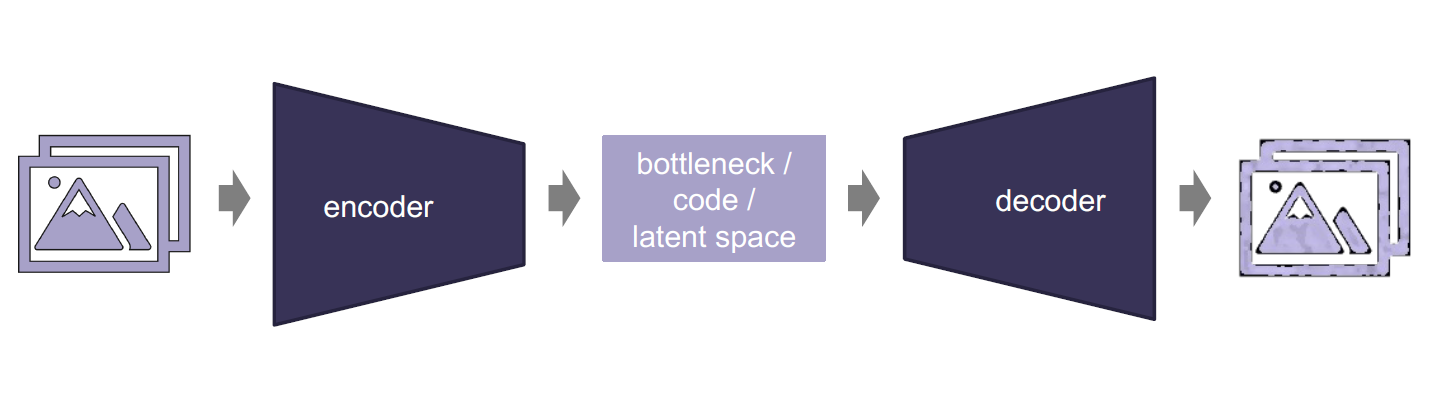 encoder
bottleneck /
code /
latent space
decoder